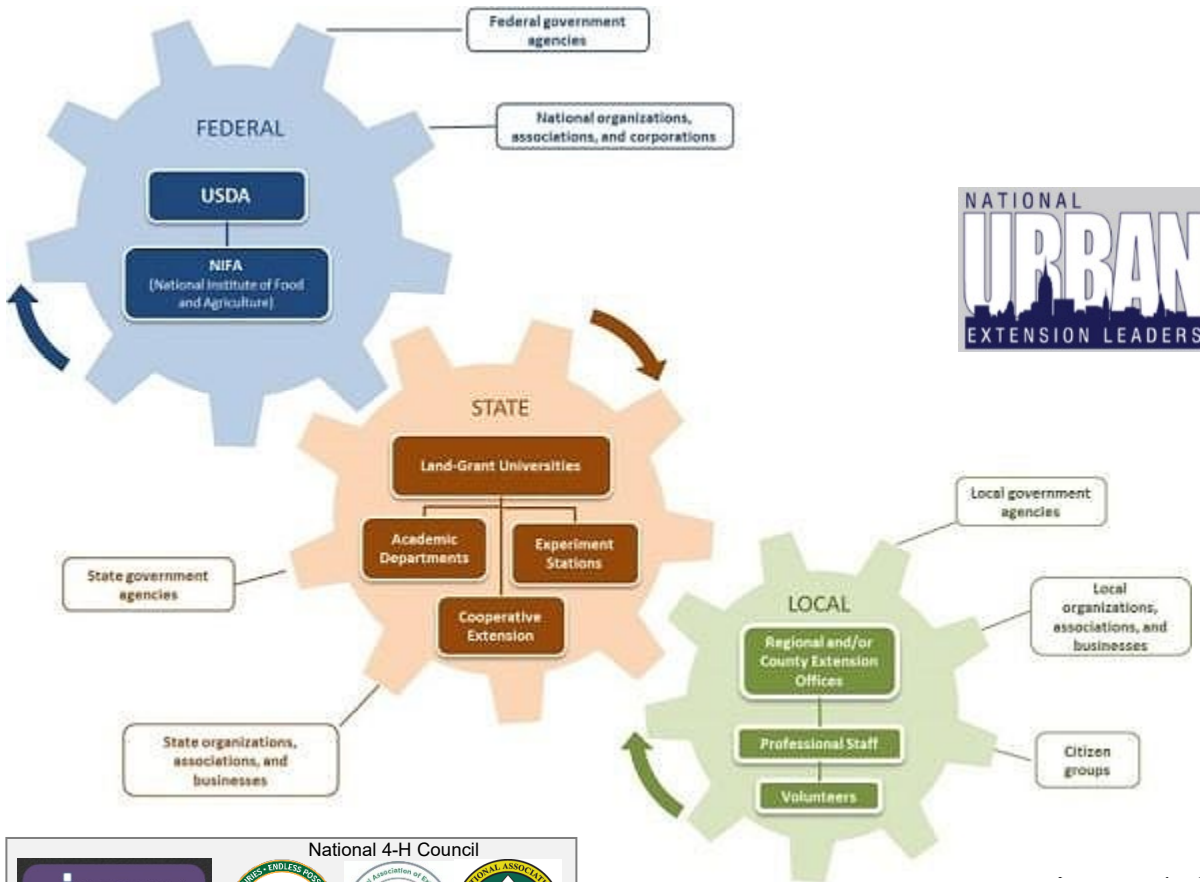 Federal government
agencies
National organizations,
associations, and corporations
FEDERAL
USDA
NIFA
(National Institute of Food
and Agriculture)
NATIONAL
URBAN
EXTENSION LEADERS
STATE
Land-Grant Universities
Academic
Departments
Experiment
Stations
Cooperative
Extension
State government
agencies
State organizations,
associations, and
businesses
Local government
agencies
Local
organizations,
associations, and
businesses
Citizen
groups
LOCAL
Regional and/or
County Extension
Offices
Professional Staff
Volunteers
National 4-H Council